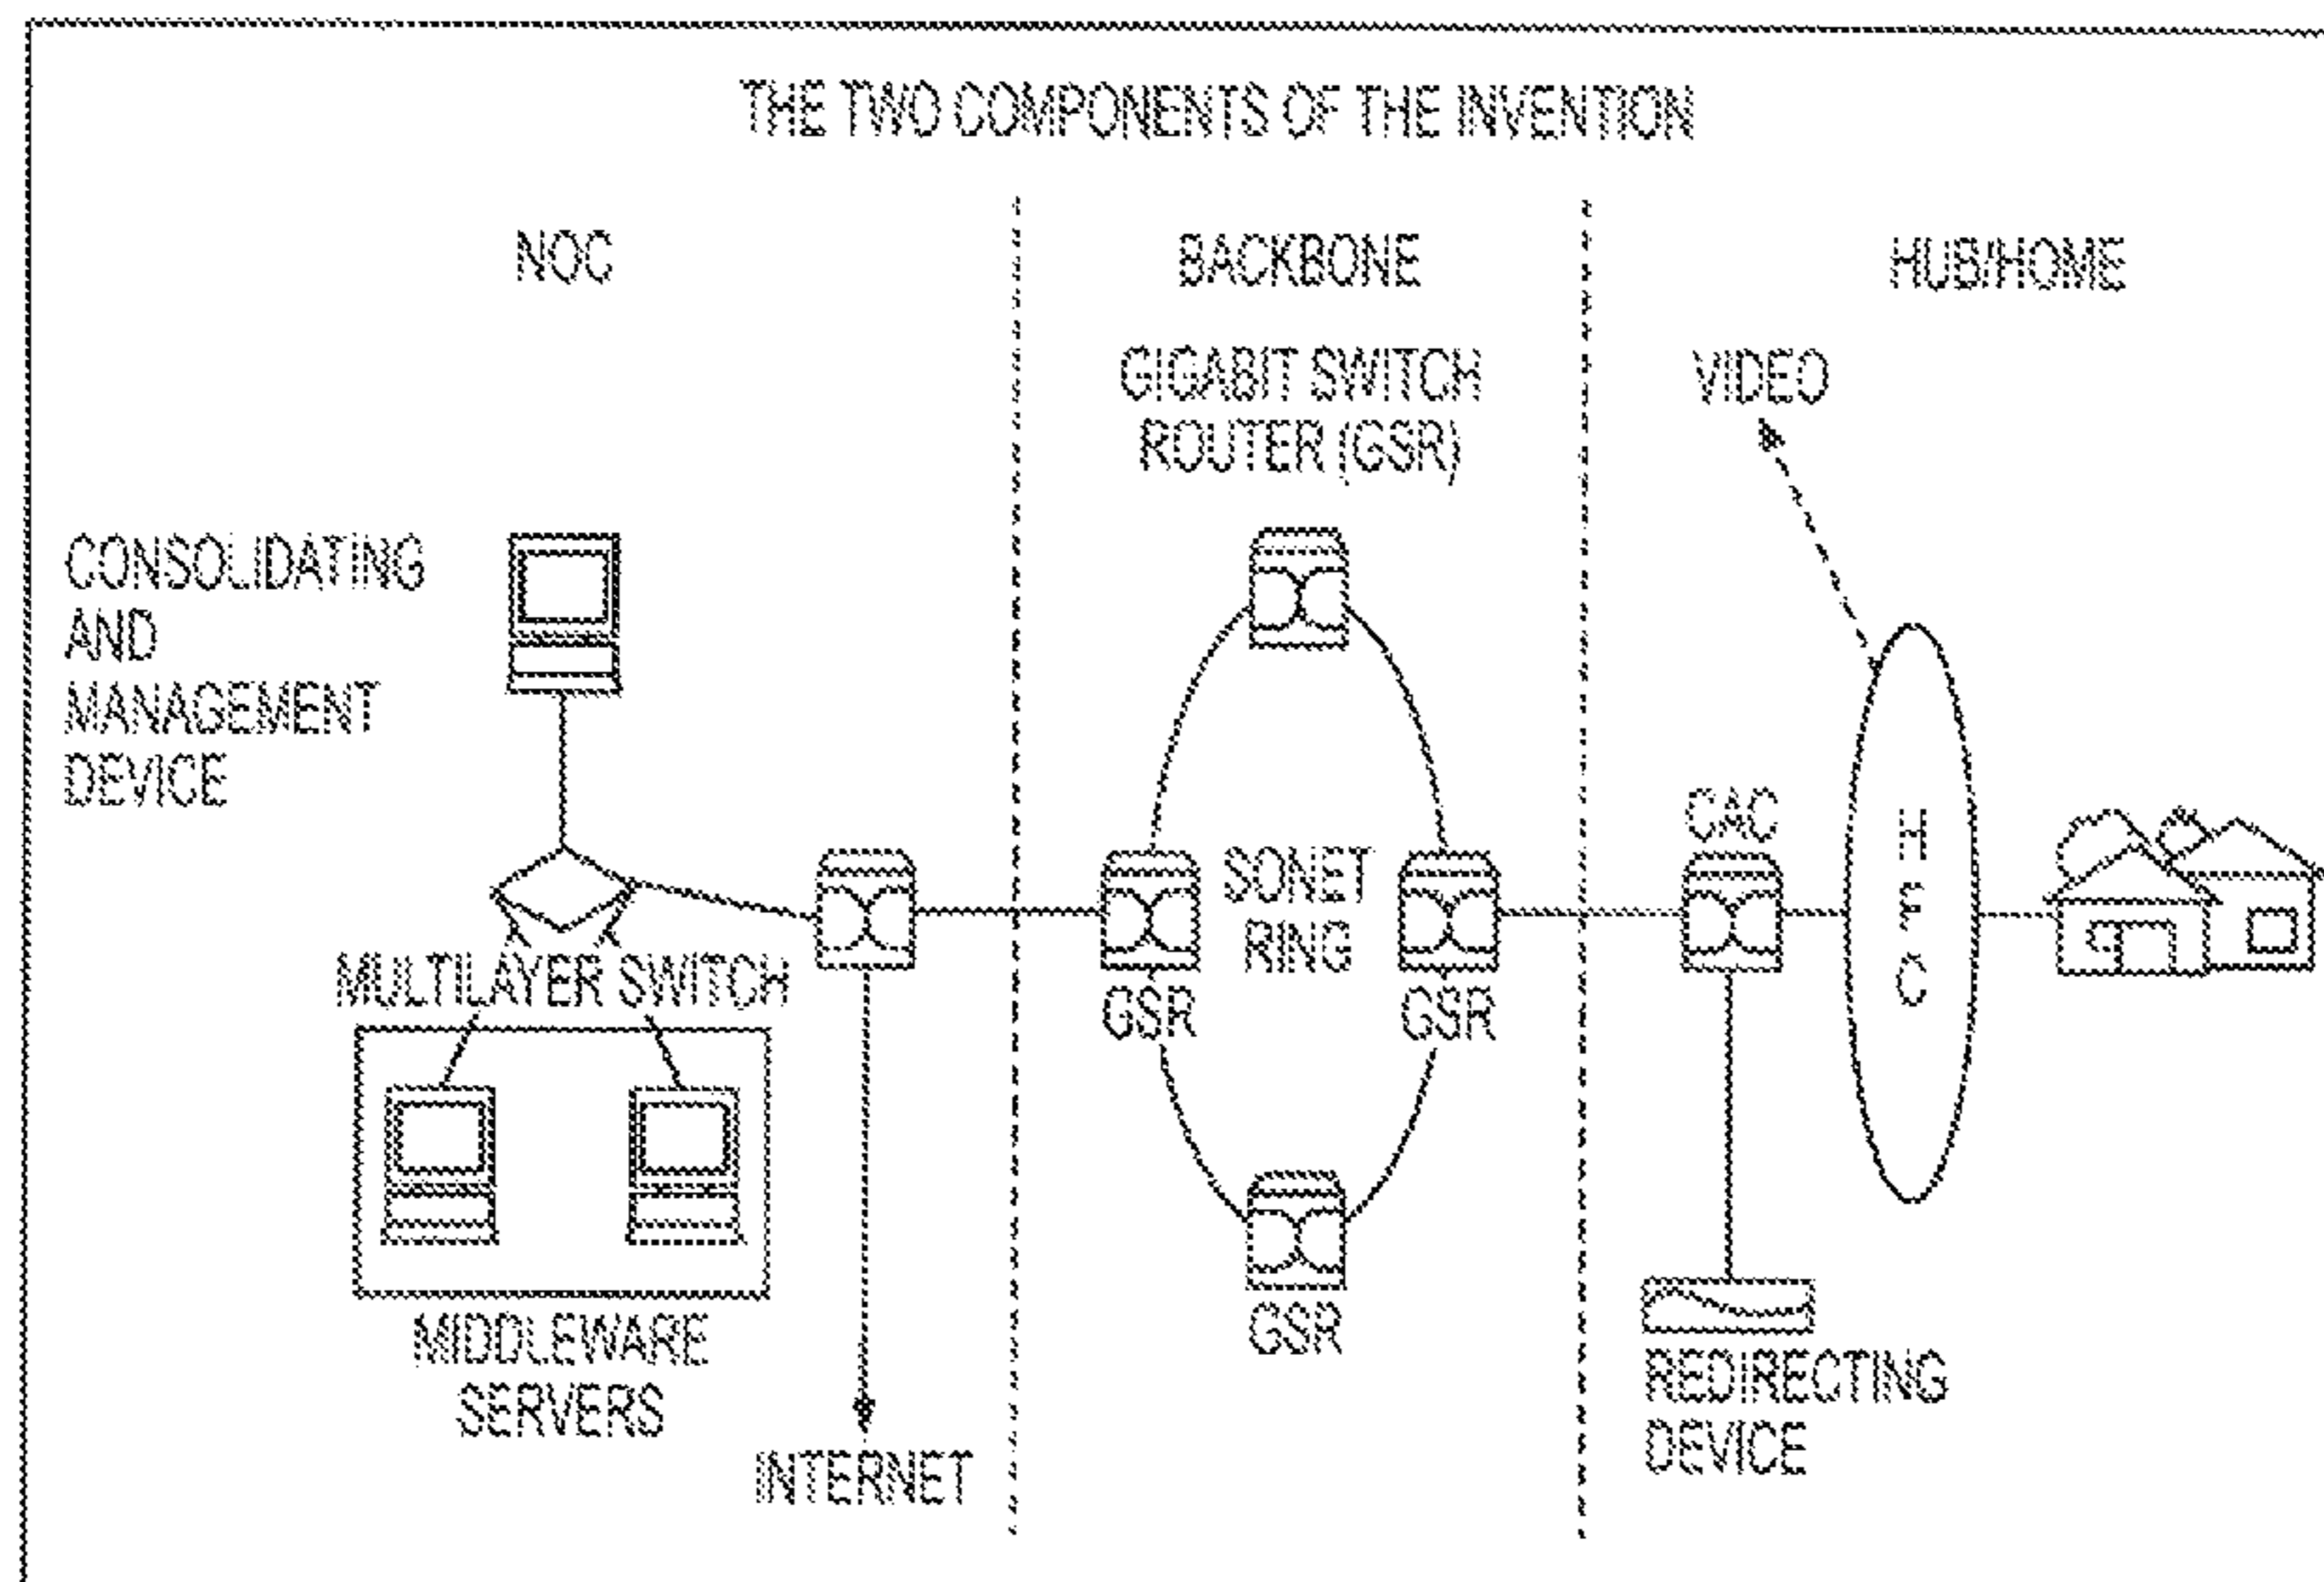 THE TWO COMPONENTS OF THE INVENTION
NOC
BACKBONE
HUB/HOME
GIGABIT SWITCH
ROUTER (GSR)
VIDEO
CONSOLIDATING
AND
MANAGEMENT
DEVICE
CAC
SONET
RING
H
F
C
MULTILAYER SWITCH
GSR
GSR
MIDDLEWARE
SERVERS
GSR
REDIRECTING
DEVICE
INTERNET